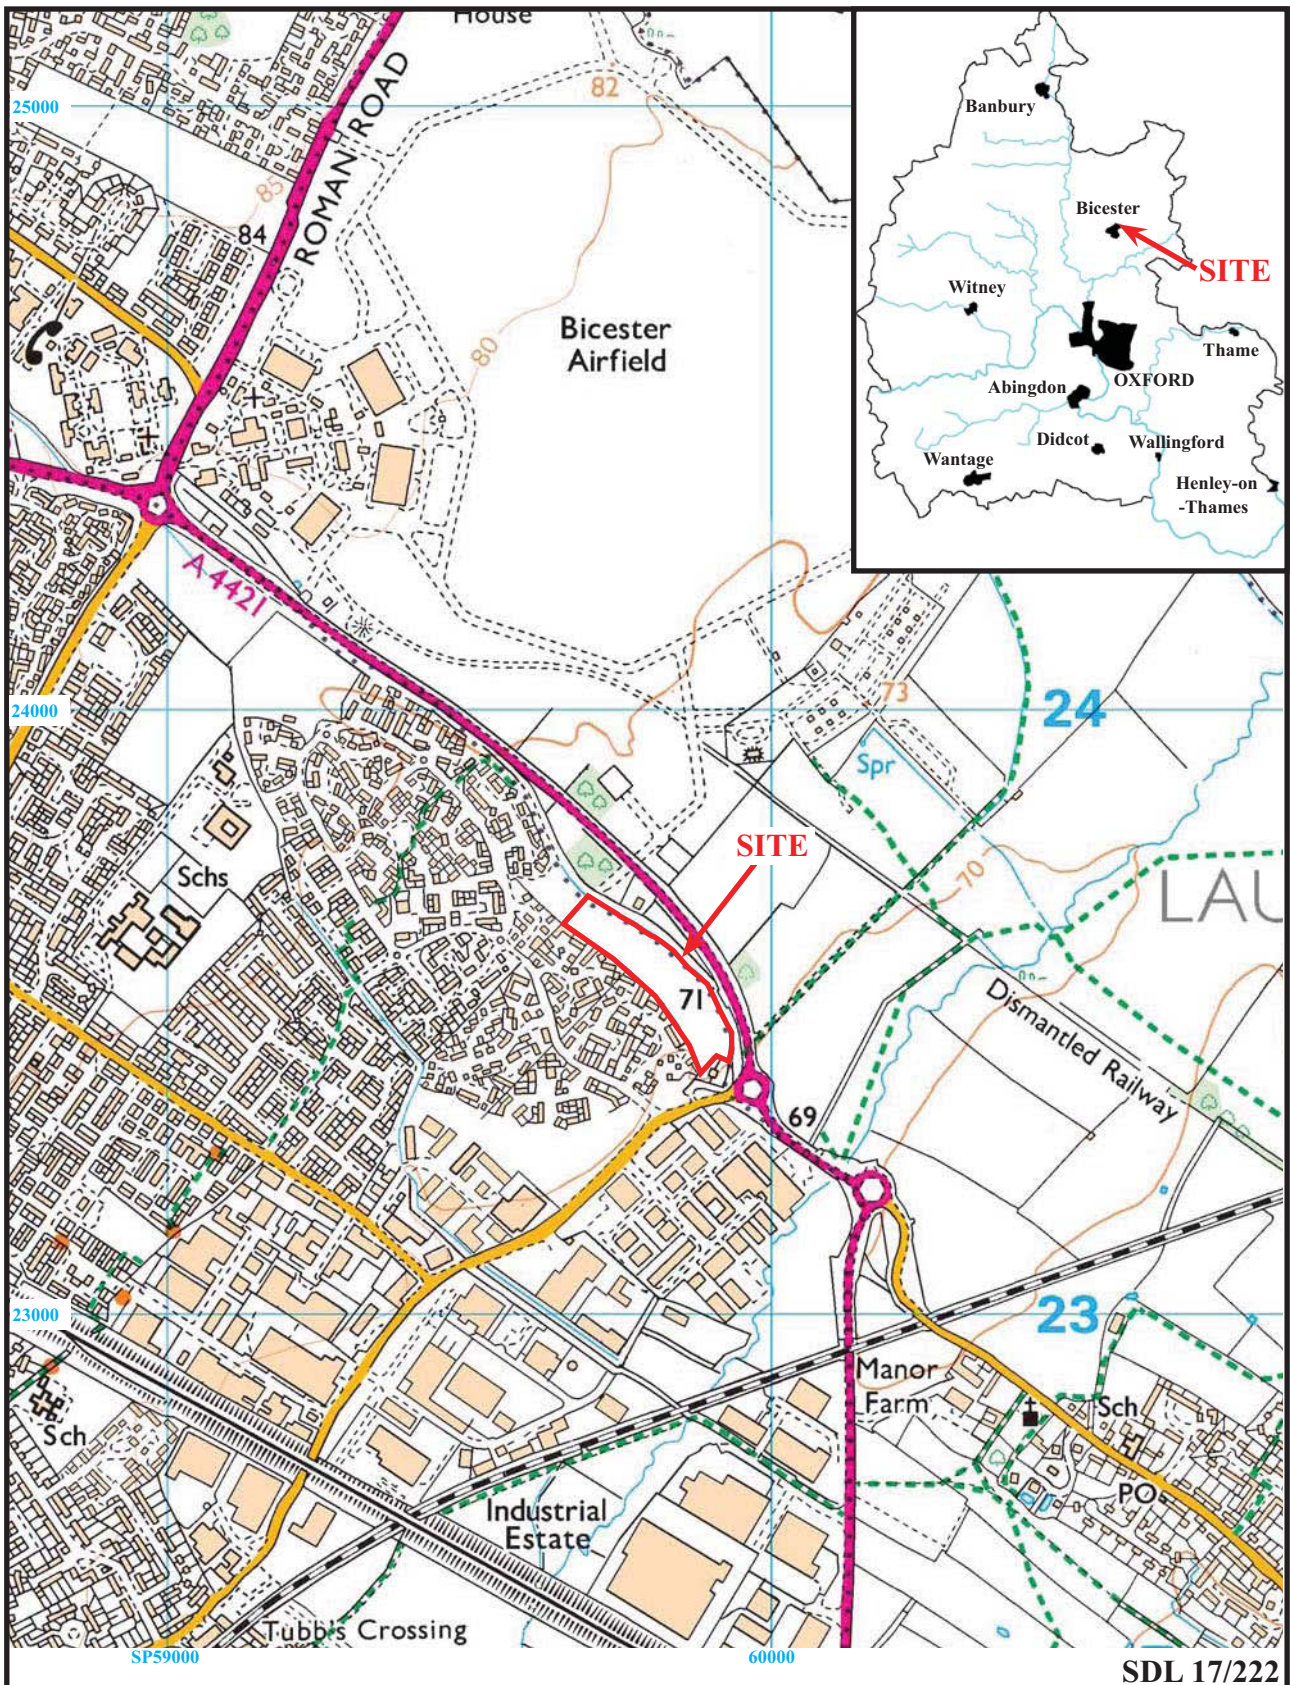 House
25000
ROMAN ROAD
82
85
84
80
Bicester
Airfield
A 4421
Banbury
Bicester
SITE
Witney
Thame
OXFORD
Abingdon
Didcot
Wallingford
Wantage
Henley-on
-Thames
24000
24
73
Spr
SITE
Schs
70
LAU
71
Dismantled Railway
69
23000
23
Manor
Farm
Sch
Sch
PO
Industrial
Estate
Tubb's Crossing
SP59000
60000
SDL 17/222